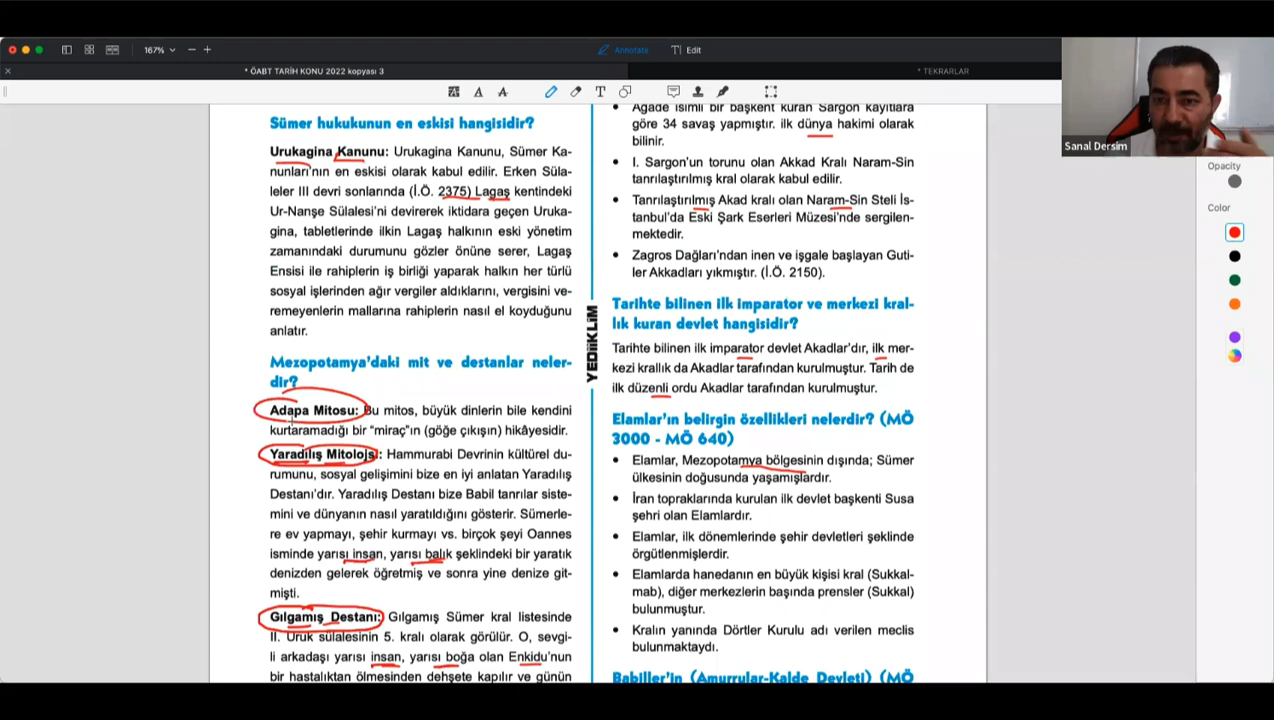 167%
Annotate
Edit
* ÖABT TARİH KONU 2022 kopyası 3
* TEKRARLAR
Sanal Dersim
Opacity
Color
Sümer hukukunun en eskisi hangisidir?
Urukagina Kanunu: Urukagina Kanunu, Sümer Ka-
nunları'nın en eskisi olarak kabul edilir. Erken Süla-
leler III devri sonlarında (İ.Ö. 2375) Lagaş kentindeki
Ur-Nanşe Sülalesi'ni devirerek iktidara geçen Uruka-
gina, tabletlerinde ilkin Lagaş halkının eski yönetim
zamanındaki durumunu gözler önüne serer, Lagaş
Ensisi ile rahiplerin iş birliği yaparak halkın her türlü
sosyal işlerinden ağır vergiler aldıklarını, vergisini ve-
remeyenlerin mallarına rahiplerin nasıl el koyduğunu
anlatır.
Mezopotamya'daki mit ve destanlar neler-
dir?
Adapa Mitosu: Bu mitos, büyük dinlerin bile kendini
kurtaramadığı bir “miraç”ın (göğe çıkışın) hikâyesidir.
Yaradılış Mitolojsi: Hammurabi Devrinin kültürel du-
rumunu, sosyal gelişimini bize en iyi anlatan Yaradılış
Destanı'dır. Yaradılış Destanı bize Babil tanrılar siste-
mini ve dünyanın nasıl yaratıldığını gösterir. Sümerle-
re ev yapmayı, şehir kurmayı vs. birçok şeyi Oannes
isminde yarısı insan, yarısı balık şeklindeki bir yaratık
denizden gelerek öğretmiş ve sonra yine denize git-
mişti.
Gılgamış Destanı: Gılgamış Sümer kral listesinde
II. Uruk sülalesinin 5. kralı olarak görülür. O, sevgi-
li arkadaşı yarısı insan, yarısı boğa olan Enkidu'nun
bir hastalıktan ölmesinden dehşete kapılır ve günün
YEDİİKLİM
• Agade isimli bir başkent kuran Sargon kayıtlara
göre 34 savaş yapmıştır. ilk dünya hakimi olarak
bilinir.
• I. Sargon'un torunu olan Akkad Kralı Naram-Sin
tanrılaştırılmış kral olarak kabul edilir.
• Tanrılaştırılmış Akad kralı olan Naram-Sin Steli İs-
tanbul'da Eski Şark Eserleri Müzesi'nde sergilen-
mektedir.
• Zagros Dağları'ndan inen ve işgale başlayan Guti-
ler Akkadları yıkmıştır. (İ.Ö. 2150).
Tarihte bilinen ilk imparator ve merkezi kral-
lık kuran devlet hangisidir?
Tarihte bilinen ilk imparator devlet Akadlar'dır, ilk mer-
kezi krallık da Akadlar tarafından kurulmuştur. Tarih de
ilk düzenli ordu Akadlar tarafından kurulmuştur.
Elamlar'ın belirgin özellikleri nelerdir? (MÖ
3000 - MÖ 640)
• Elamlar, Mezopotamya bölgesinin dışında; Sümer
ülkesinin doğusunda yaşamışlardır.
• İran topraklarında kurulan ilk devlet başkenti Susa
şehri olan Elamlardır.
• Elamlar, ilk dönemlerinde şehir devletleri şeklinde
örgütlenmişlerdir.
• Elamlarda hanedanın en büyük kişisi kral (Sukkal-
mab), diğer merkezlerin başında prensler (Sukkal)
bulunmuştur.
• Kralın yanında Dörtler Kurulu adı verilen meclis
bulunmaktaydı.
Babiller'in (Amurrular-Kalde Devleti) (MÖ